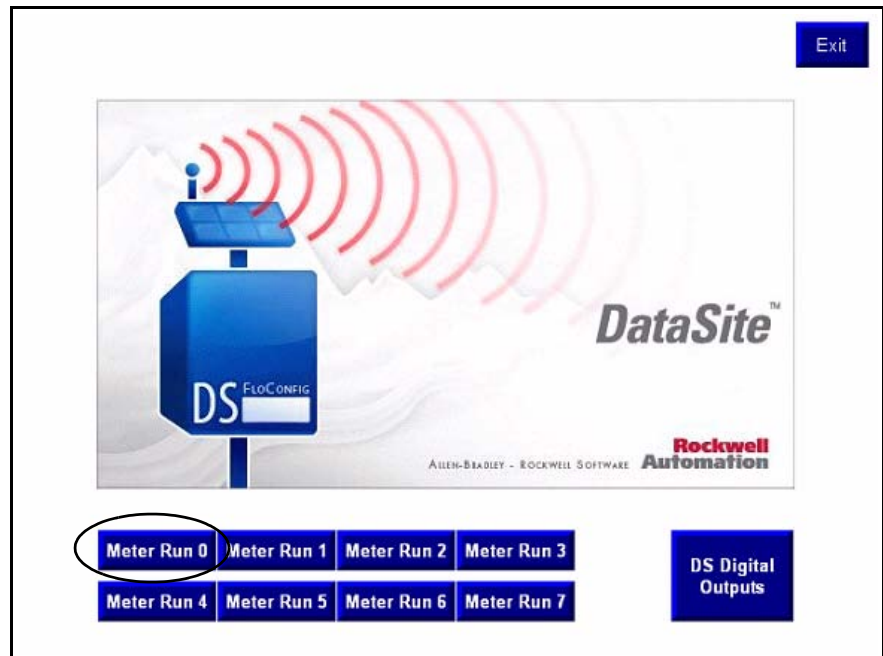 Exit
DataSite™
DS FLOCONFIG
ALLEN-BRADLEY - ROCKWELL SOFTWARE Rockwell Automation
Meter Run 0 Meter Run 1 Meter Run 2 Meter Run 3
DS Digital
Outputs
Meter Run 4 Meter Run 5 Meter Run 6 Meter Run 7